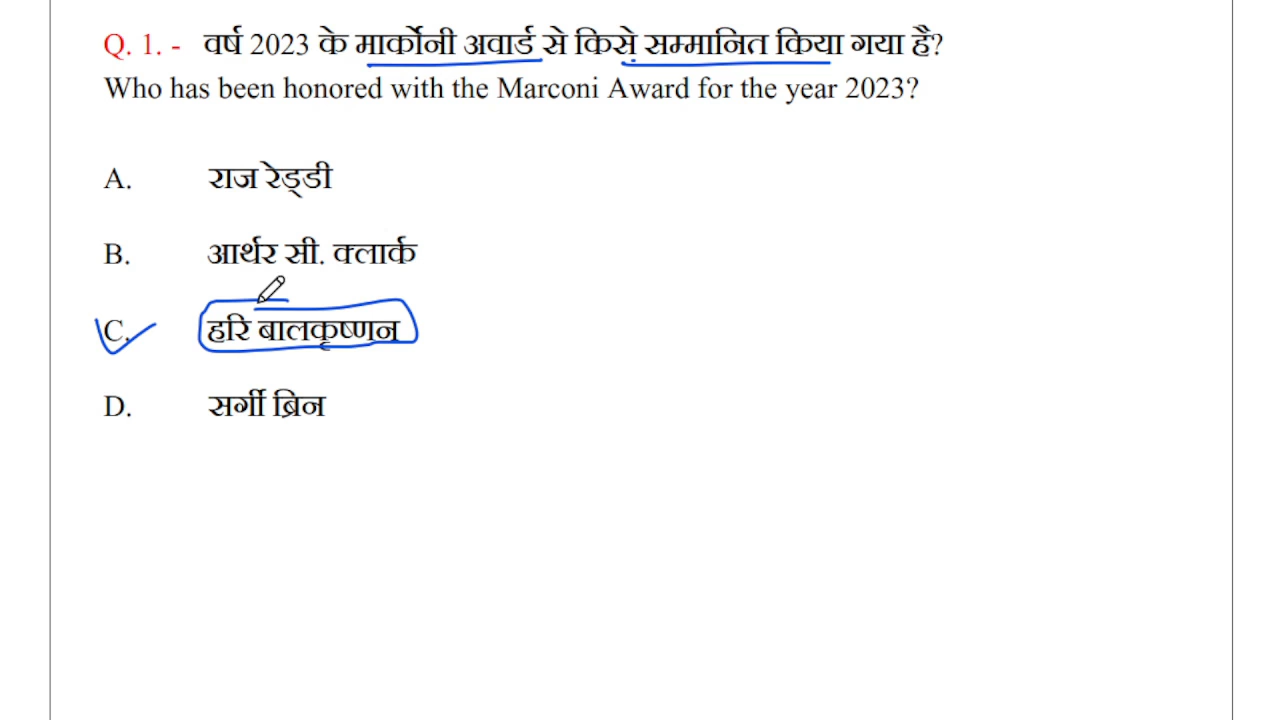 Q. 1. - वर्ष 2023 के मार्कोनी अवार्ड से किसे सम्मानित किया गया है?
Who has been honored with the Marconi Award for the year 2023?
A. राज रेड्डी
B. आर्थर सी. क्लार्क
C. हरि बालकृष्णन
D. सर्गी ब्रिन